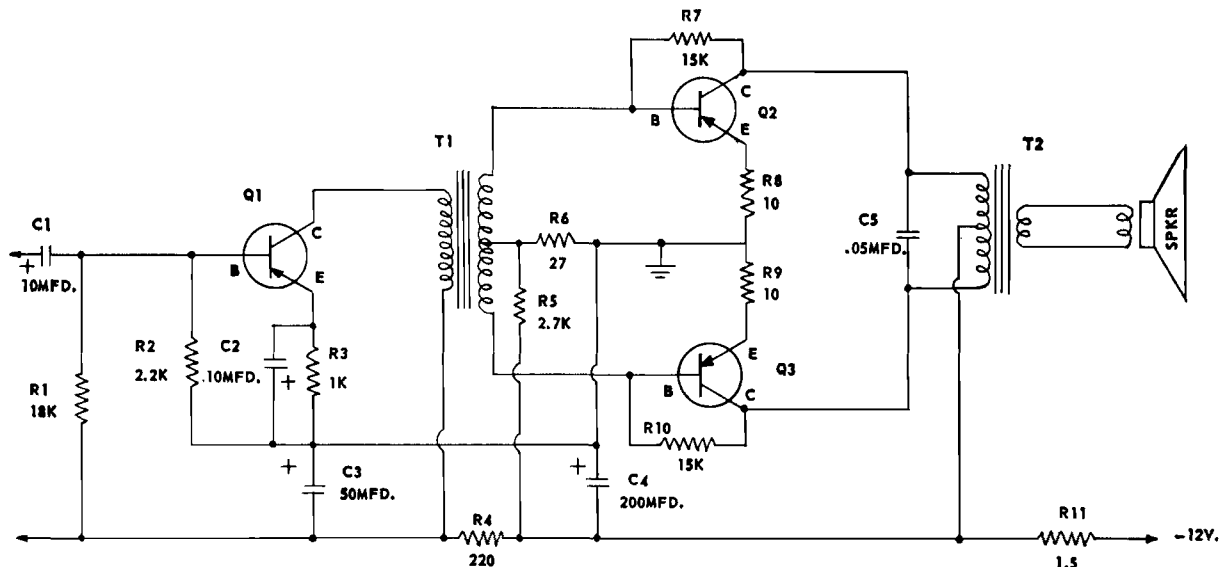 R7
15K
C
B
Q2
E
T1
T2
Q1
R8
10
C1
C
R6
C5
.05MFD.
SPKR
+
10MFD.
B
E
27
R9
10
R5
2.7K
R2
2.2K
C2
.10MFD.
+
R3
1K
E
Q3
R1
18K
B
C
R10
15K
+
C3
50MFD.
+
C4
200MFD.
R4
220
R11
1.5
-12V.